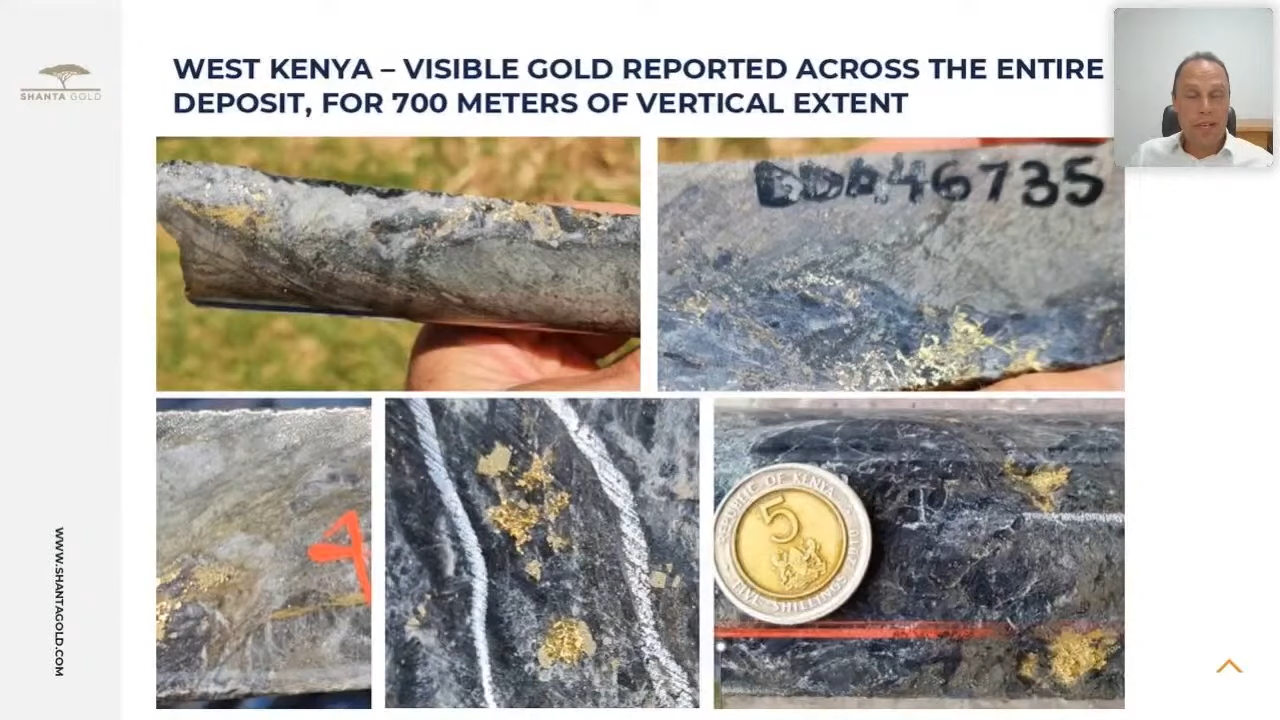 WEST KENYA – VISIBLE GOLD REPORTED ACROSS THE ENTIRE
DEPOSIT, FOR 700 METERS OF VERTICAL EXTENT
SHANTA GOLD
46735
REPUBLIC OF KENYA
5
FIVE SHILLINGS
WWW.SHANTAGOLD.COM